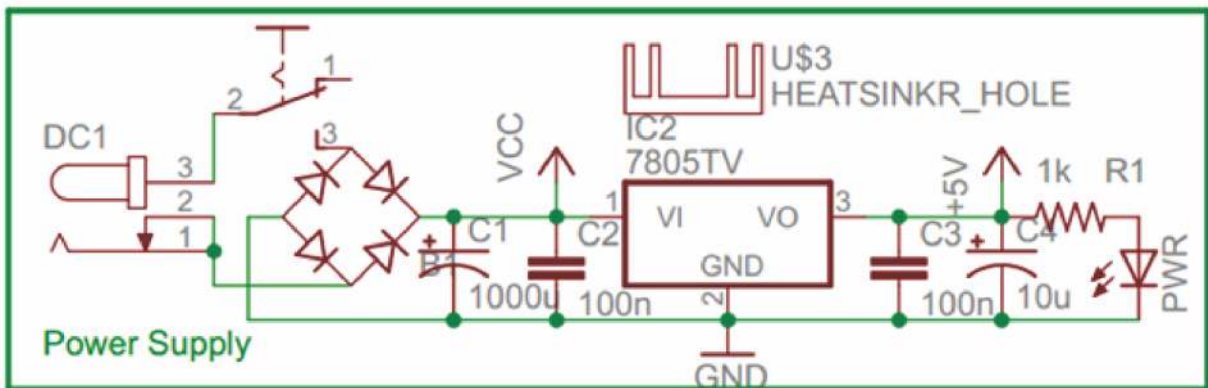 U$3
HEATSINKR_HOLE
1
2
DC1
3
3
2
1
VCC
IC2
7805TV
1
VI
VO
3
GND
2
+5V
1k
R1
C1
B1
1000u
C2
100n
C3
100n
C4
10u
PWR
GND
Power Supply